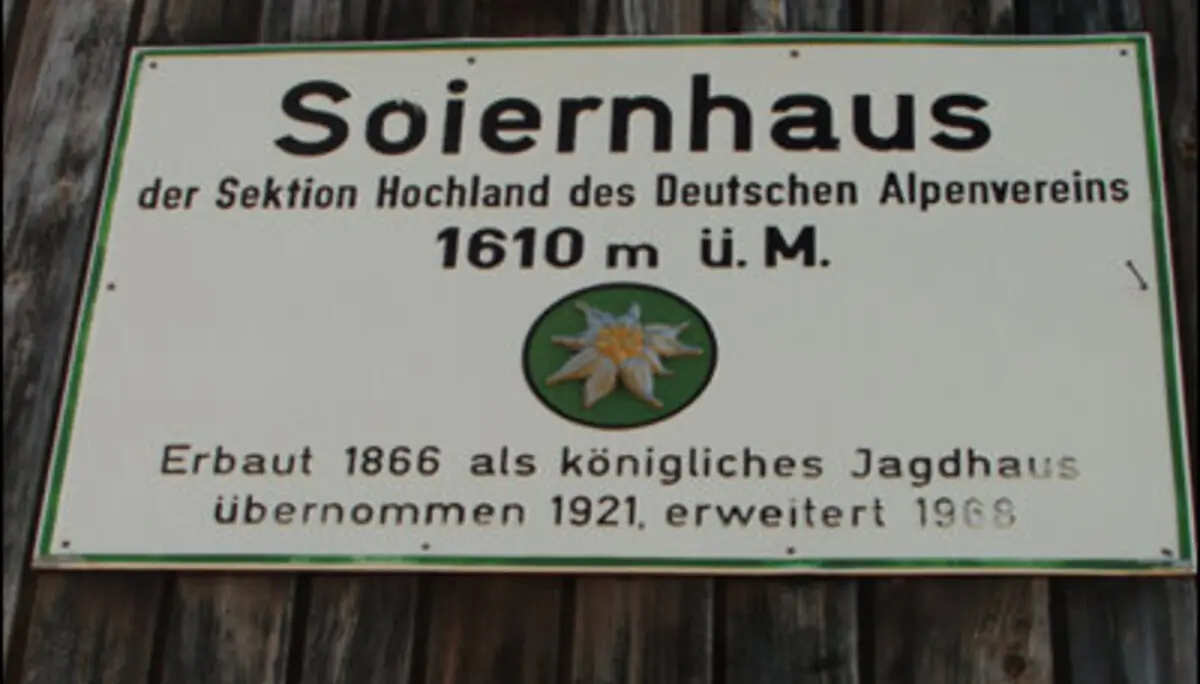 Soiernhaus
der Sektion Hochland des Deutschen Alpenvereins
1610 m ü. M.
Erbaut 1866 als königliches Jagdhaus
übernommen 1921, erweitert 1968